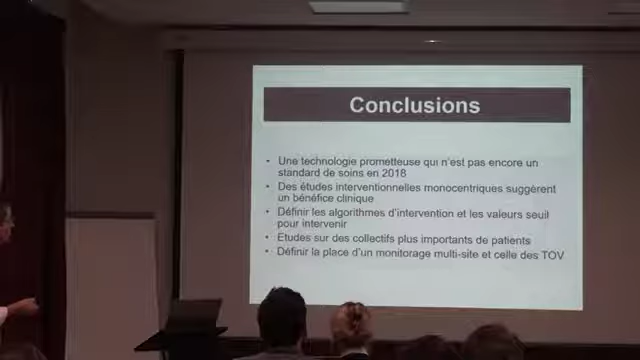 Conclusions
• Une technologie prometteuse qui n'est pas encore un
standard de soins en 2018
• Des études interventionnelles monocentriques suggèrent
un bénéfice clinique
• Définir les algorithmes d'intervention et les valeurs seuil
pour intervenir
• Etudes sur des collectifs plus importants de patients
• Définir la place d'un monitorage multi-site et celle des TOV